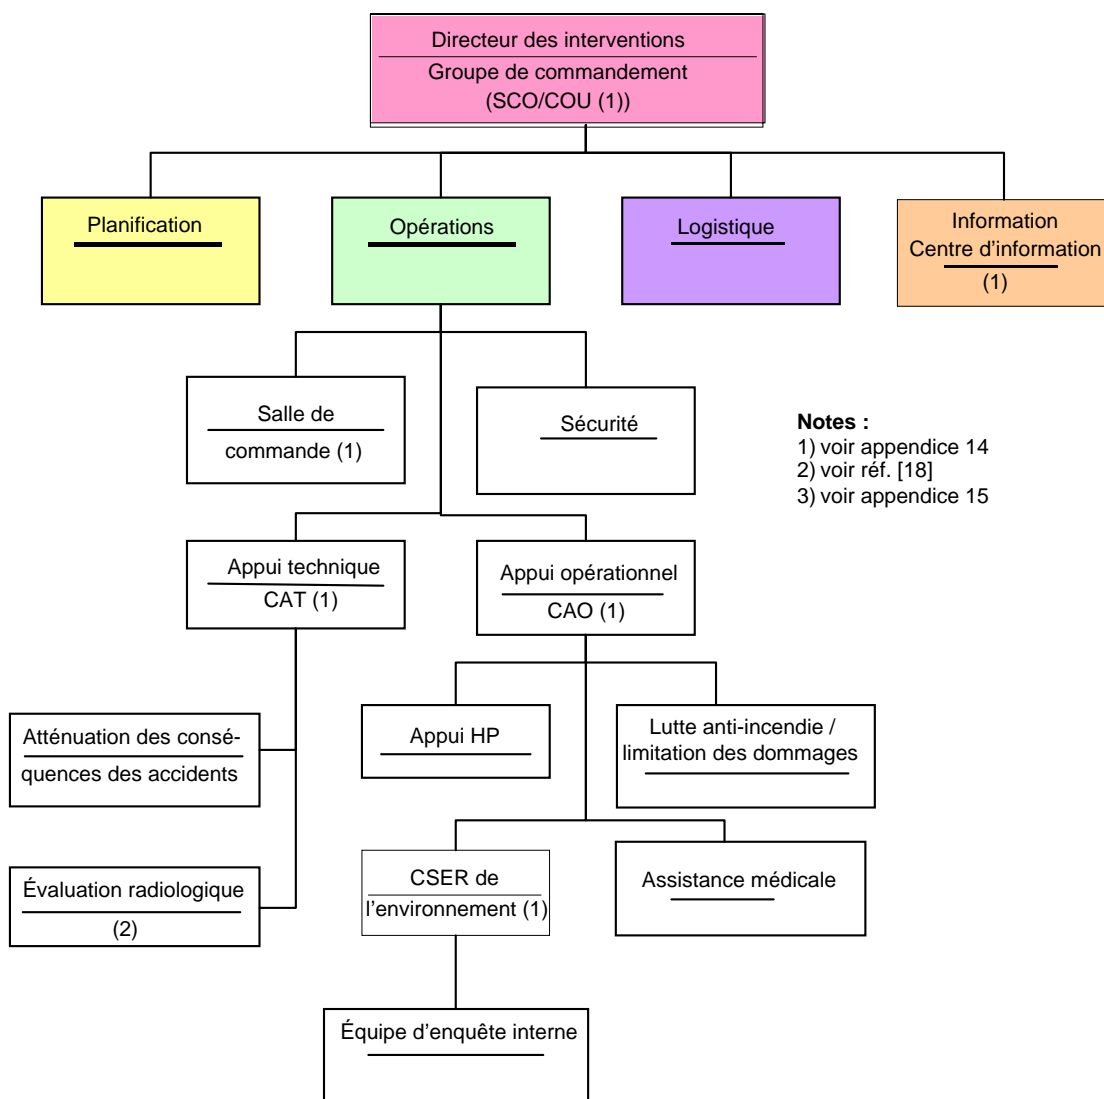 Directeur des interventions
Groupe de commandement
(SCO/COU (1))
Planification
Opérations
Logistique
Information
Centre d'information
(1)
Salle de
commande (1)
Sécurité
Notes :
1) voir appendice 14
2) voir réf. [18]
3) voir appendice 15
Appui technique
CAT (1)
Appui opérationnel
CAO (1)
Atténuation des consé-
quences des accidents
Appui HP
Lutte anti-incendie /
limitation des dommages
Évaluation radiologique
(2)
CSER de
l'environnement (1)
Assistance médicale
Équipe d'enquête interne